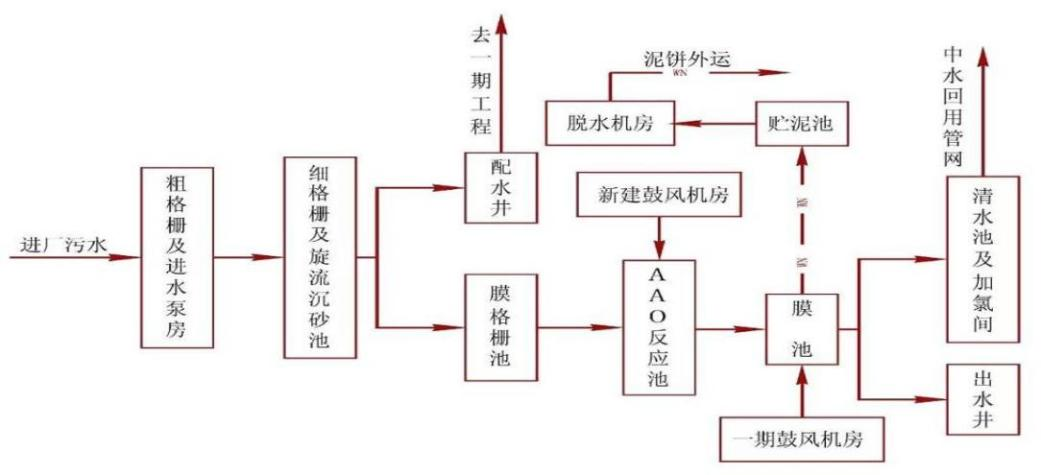 去一期工程
泥饼外运
WN
脱水机房
贮泥池
中水回用管网
粗格栅及进水泵房
细格栅及旋流沉砂池
配水井
新建鼓风机房
清水池及加氯间
进厂污水
膜格栅池
AAO反应池
膜池
出水井
一期鼓风机房